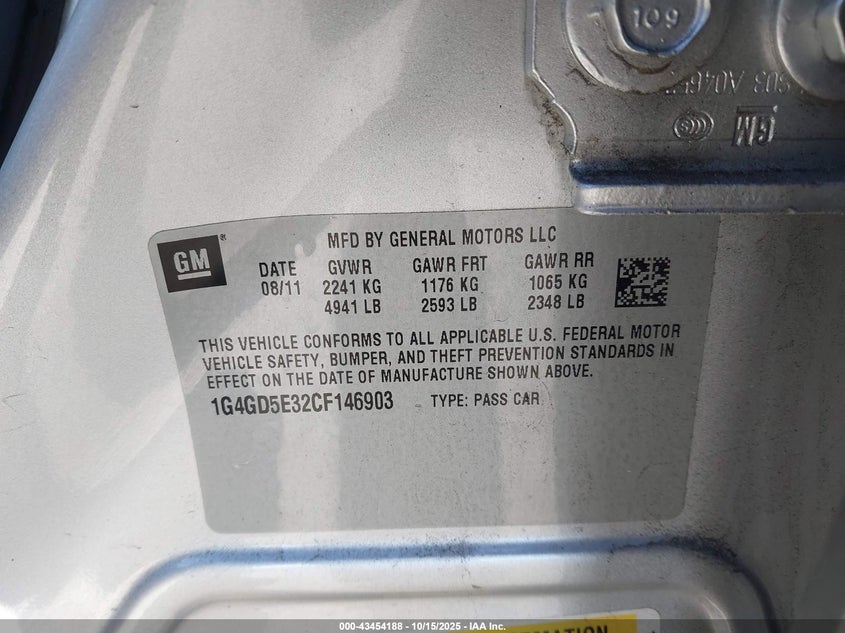 109
S03 A046
GM
GM®
MFD BY GENERAL MOTORS LLC
DATE GVWR GAWR FRT GAWR RR
08/11 2241 KG 1176 KG 1065 KG
4941 LB 2593 LB 2348 LB
THIS VEHICLE CONFORMS TO ALL APPLICABLE U.S. FEDERAL MOTOR
VEHICLE SAFETY, BUMPER, AND THEFT PREVENTION STANDARDS IN
EFFECT ON THE DATE OF MANUFACTURE SHOWN ABOVE.
1G4GD5E32CF146903 TYPE: PASS CAR
000-43454188 - 10/15/2025 - IAA Inc.